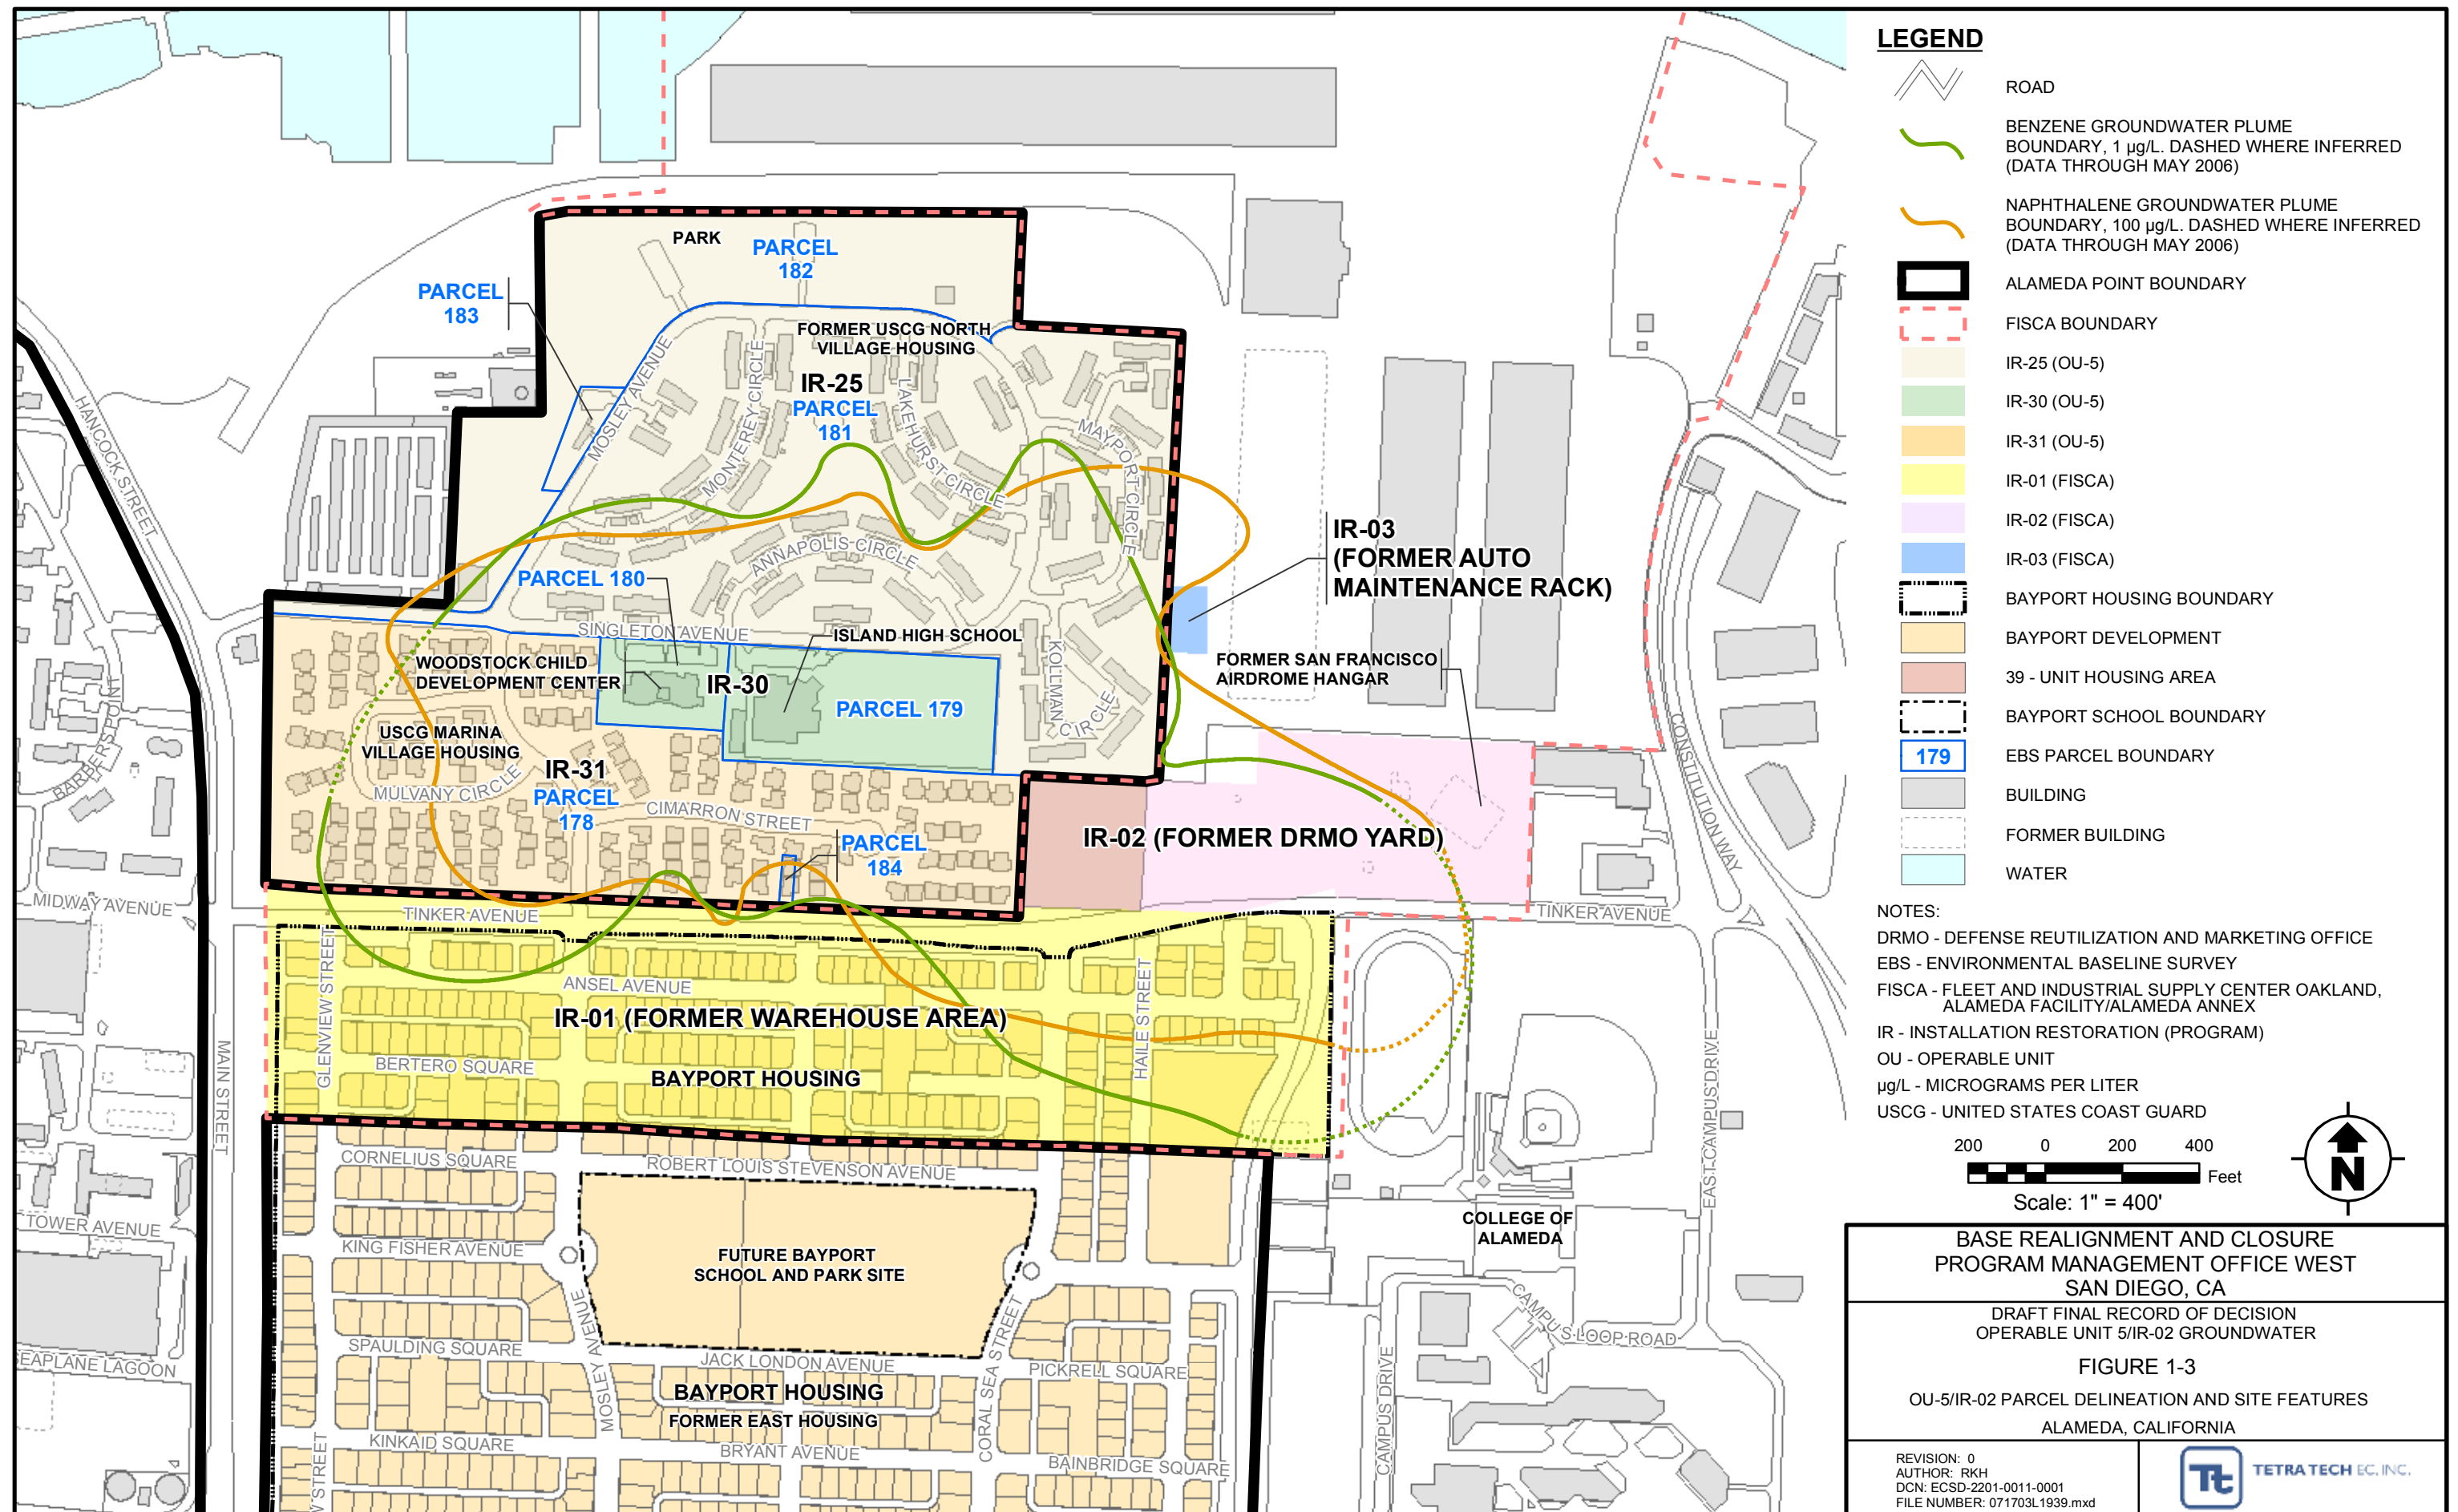 PARK
PARCEL
182
PARCEL
183
FORMER USCG NORTH
VILLAGE HOUSING
MOSLEY AVENUE
MONTEREY CIRCLE
IR-25
PARCEL
181
LAKEHURST CIRCLE
MAYPORT CIRCLE
HANCOCK STREET
ANNAPOLIS CIRCLE
IR-03
(FORMER AUTO
MAINTENANCE RACK)
PARCEL 180
SINGLETON AVENUE
ISLAND HIGH SCHOOL
WOODSTOCK CHILD
DEVELOPMENT CENTER
IR-30
PARCEL 179
KOLLMAN CIRCLE
FORMER SAN FRANCISCO
AIRDROME HANGAR
BARBERS POINT
USCG MARINA
VILLAGE HOUSING
MULVANY CIRCLE
IR-31
PARCEL
178
CIMARRON STREET
PARCEL
184
IR-02 (FORMER DRMO YARD)
CONSTITUTION WAY
MIDWAY AVENUE
TINKER AVENUE
TINKER AVENUE
GLENVIEW STREET
ANSEL AVENUE
HAILE STREET
IR-01 (FORMER WAREHOUSE AREA)
MAIN STREET
BERTERO SQUARE
BAYPORT HOUSING
EAST CAMPUS DRIVE
CORNELIUS SQUARE
ROBERT LOUIS STEVENSON AVENUE
TOWER AVENUE
KING FISHER AVENUE
FUTURE BAYPORT
SCHOOL AND PARK SITE
COLLEGE OF
ALAMEDA
MOSLEY AVENUE
CORAL SEA STREET
CAMPUS LOOP ROAD
SPAULDING SQUARE
EAPLANE LAGOON
JACK LONDON AVENUE
PICKRELL SQUARE
CAMPUS DRIVE
BAYPORT HOUSING
FORMER EAST HOUSING
KINKAID SQUARE
BRYANT AVENUE
BAINBRIDGE SQUARE
W STREET
LEGEND
ROAD
BENZENE GROUNDWATER PLUME
BOUNDARY, 1 µg/L. DASHED WHERE INFERRED
(DATA THROUGH MAY 2006)
NAPHTHALENE GROUNDWATER PLUME
BOUNDARY, 100 µg/L. DASHED WHERE INFERRED
(DATA THROUGH MAY 2006)
ALAMEDA POINT BOUNDARY
FISCA BOUNDARY
IR-25 (OU-5)
IR-30 (OU-5)
IR-31 (OU-5)
IR-01 (FISCA)
IR-02 (FISCA)
IR-03 (FISCA)
BAYPORT HOUSING BOUNDARY
BAYPORT DEVELOPMENT
39 - UNIT HOUSING AREA
BAYPORT SCHOOL BOUNDARY
179 EBS PARCEL BOUNDARY
BUILDING
FORMER BUILDING
WATER
NOTES:
DRMO - DEFENSE REUTILIZATION AND MARKETING OFFICE
EBS - ENVIRONMENTAL BASELINE SURVEY
FISCA - FLEET AND INDUSTRIAL SUPPLY CENTER OAKLAND,
ALAMEDA FACILITY/ALAMEDA ANNEX
IR - INSTALLATION RESTORATION (PROGRAM)
OU - OPERABLE UNIT
µg/L - MICROGRAMS PER LITER
USCG - UNITED STATES COAST GUARD
200 0 200 400
Feet
Scale: 1" = 400'
N
BASE REALIGNMENT AND CLOSURE
PROGRAM MANAGEMENT OFFICE WEST
SAN DIEGO, CA
DRAFT FINAL RECORD OF DECISION
OPERABLE UNIT 5/IR-02 GROUNDWATER
FIGURE 1-3
OU-5/IR-02 PARCEL DELINEATION AND SITE FEATURES
ALAMEDA, CALIFORNIA
REVISION: 0
AUTHOR: RKH
DCN: ECSD-2201-0011-0001
FILE NUMBER: 071703L1939.mxd
Tt
TETRA TECH EC, INC.